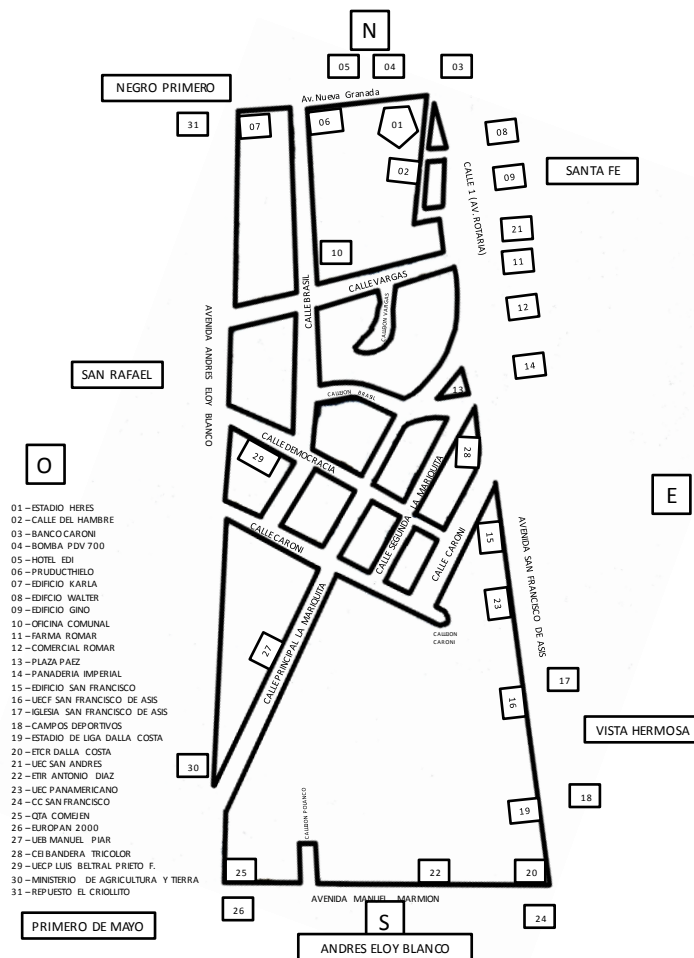 N
05
04
03
NEGRO PRIMERO
Av. Nueva Granada
31
07
06
01
08
02
09
SANTA FE
CALLE 1 (AV. ROTARIA)
21
10
11
CALLE VARGAS
CALLEJON VARGAS
CALLE BRASIL
12
AVENIDA ANDRES ELOY BLANCO
14
SAN RAFAEL
13
CALLEJON BRASIL
CALLE DEMOCRACIA
29
28
O
E
CALLE SEGUNDA LA MARIQUITA
CALLE CARONI
CALLE CARONI
15
AVENIDA SAN FRANCISCO DE ASIS
23
CALLEJON
CARONI
CALLE PRINCIPAL LA MARIQUITA
27
17
16
VISTA HERMOSA
30
18
19
CALLEJON POLANCO
01 – ESTADIO HERES
02 – CALLE DEL HAMBRE
03 – BANCO CARONI
04 – BOMBA PDV 700
05 – HOTEL EDI
06 – PRUDUCTHIELO
07 – EDIFICIO KARLA
08 – EDIFCIO WALTER
09 – EDIFICIO GINO
10 – OFICINA COMUNAL
11 – FARMA ROMAR
12 – COMERCIAL ROMAR
13 – PLAZA PAEZ
14 – PANADERIA IMPERIAL
15 – EDIFICIO SAN FRANCISCO
16 – UECF SAN FRANCISCO DE ASIS
17 – IGLESIA SAN FRANCISCO DE ASIS
18 – CAMPOS DEPORTIVOS
19 – ESTADIO DE LIGA DALLA COSTA
20 – ETCR DALLA COSTA
21 – UEC SAN ANDRES
22 – ETIR ANTONIO DIAZ
23 – UEC PANAMERICANO
24 – CC SAN FRANCISCO
25 – QTA COMEJEN
26 – EUROPAN 2000
27 – UEB MANUEL PIAR
28 – CEI BANDERA TRICOLOR
29 – UECP LUIS BELTRAL PRIETO F.
30 – MINISTERIO DE AGRICULTURA Y TIERRA
31 – REPUESTO EL CRIOLLITO
25
22
20
AVENIDA MANUEL MARMION
26
24
PRIMERO DE MAYO
S
ANDRES ELOY BLANCO